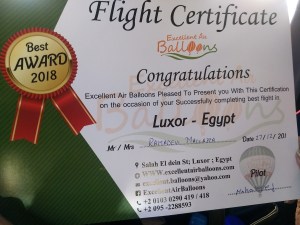 Flight Certificate
Best
AWARD
2018
Excellent Air
Balloons
Congratulations
Excellent Air Balloons Pleased To Present you With This Certification
on the occasion of your Successfully completing best flight in
Luxor - Egypt
Mr / Mrs
Salah El dein St; Luxor ; Egypt
www.excellentairballoons.com
excellent.balloons@yahoo.com
ExcellentAirBalloons
+2 0103 0290 419 / 418
+2 095 -2288593
Pilot